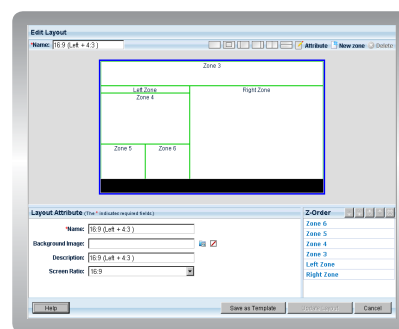 Edit Layout
*Name: 16:9 (Left + 4:3 )
Attribute New zone Delete
Zone 3
Left Zone Right Zone
Zone 4
Zone 5 Zone 6
Layout Attribute (The * indicates required fields.) Z-Order
*Name: 16:9 (Left + 4:3 )
Background Image:
Description: 16:9 (Left + 4:3 )
Screen Ratio: 16:9
Zone 6
Zone 5
Zone 4
Zone 3
Left Zone
Right Zone
Help Save as Template Cancel